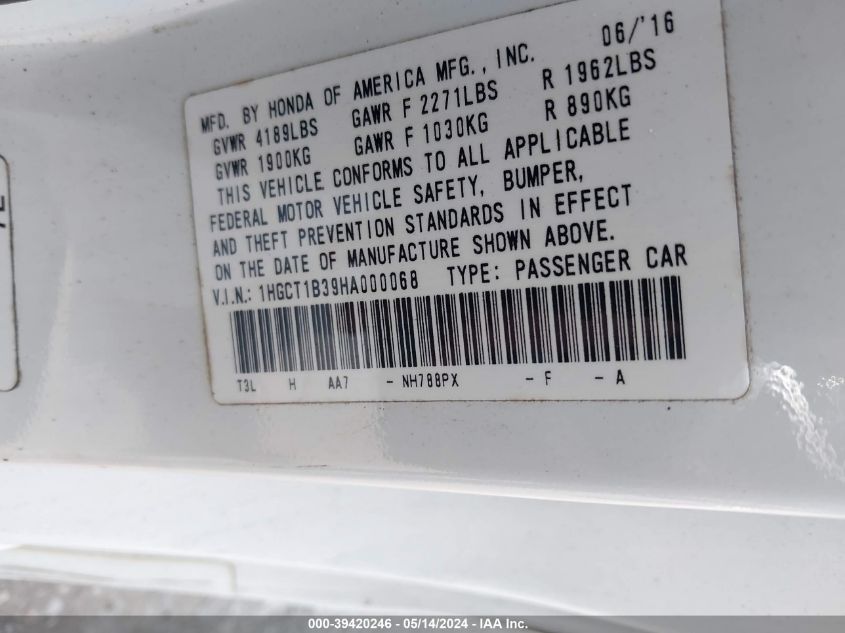 06/'16
MFD. BY HONDA OF AMERICA MFG., INC.
GVWR 4189LBS GAWR F 2271LBS R 1962LBS
GVWR 1900KG GAWR F 1030KG R 890KG
THIS VEHICLE CONFORMS TO ALL APPLICABLE
FEDERAL MOTOR VEHICLE SAFETY, BUMPER,
AND THEFT PREVENTION STANDARDS IN EFFECT
ON THE DATE OF MANUFACTURE SHOWN ABOVE.
V.I.N.: 1HGCT1B39HA000068 TYPE: PASSENGER CAR
T3L H AA7 - NH788PX - F - A
000-39420246 - 05/14/2024 - IAA Inc.